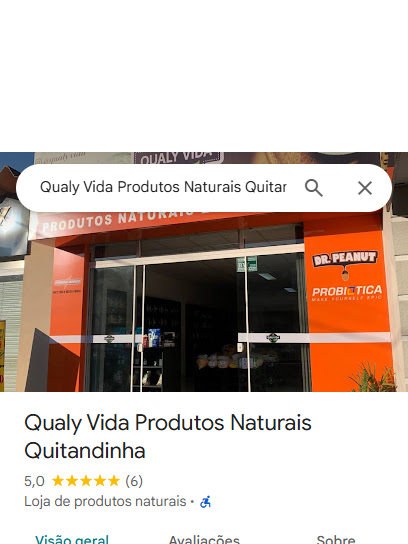 QUALY VIDA
Qualy Vida Produtos Naturais Quitar
PRODUTOS NATURAIS
DR. PEANUT
PROBIOTICA
MAKE YOURSELF EPIC
Qualy Vida Produtos Naturais
Quitandinha
5,0 ★★★★★ (6)
Loja de produtos naturais ·
Visão geral Avaliações Sobre